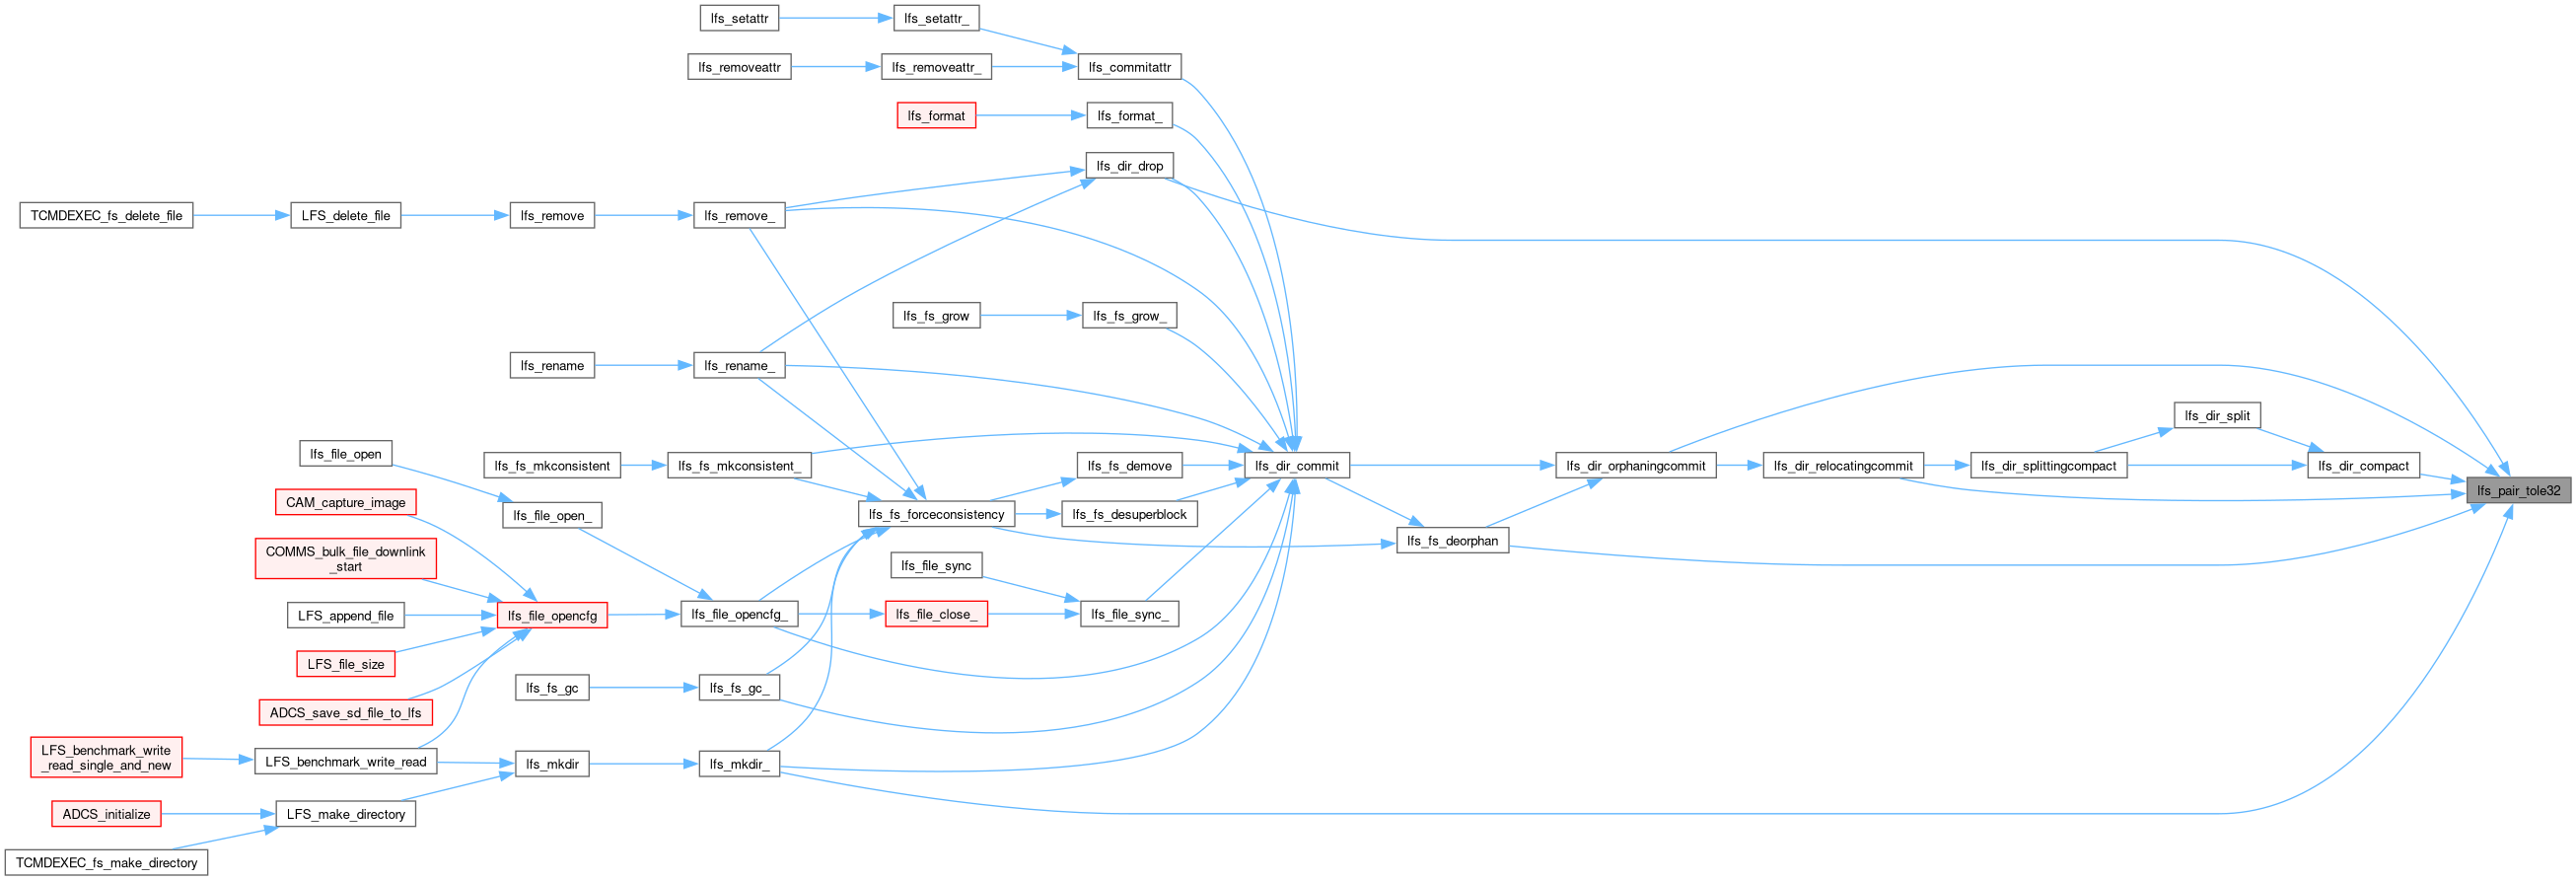 lfs_setattr
lfs_setattr_
lfs_removeattr
lfs_removeattr_
lfs_commitattr
lfs_format
lfs_format_
lfs_dir_drop
TCMDEXEC_fs_delete_file
LFS_delete_file
lfs_remove
lfs_remove_
lfs_fs_grow
lfs_fs_grow_
lfs_rename
lfs_rename_
lfs_dir_split
lfs_file_open
lfs_fs_mkconsistent
lfs_fs_mkconsistent_
lfs_fs_demove
lfs_dir_commit
lfs_dir_orphaningcommit
lfs_dir_relocatingcommit
lfs_dir_splittingcompact
lfs_dir_compact
lfs_pair_tole32
CAM_capture_image
lfs_file_open_
lfs_fs_forceconsistency
lfs_fs_desuperblock
lfs_fs_deorphan
COMMS_bulk_file_downlink
_start
lfs_file_sync
LFS_append_file
lfs_file_opencfg
lfs_file_opencfg_
lfs_file_close_
lfs_file_sync_
LFS_file_size
lfs_fs_gc
lfs_fs_gc_
ADCS_save_sd_file_to_lfs
LFS_benchmark_write
_read_single_and_new
LFS_benchmark_write_read
lfs_mkdir
lfs_mkdir_
ADCS_initialize
LFS_make_directory
TCMDEXEC_fs_make_directory